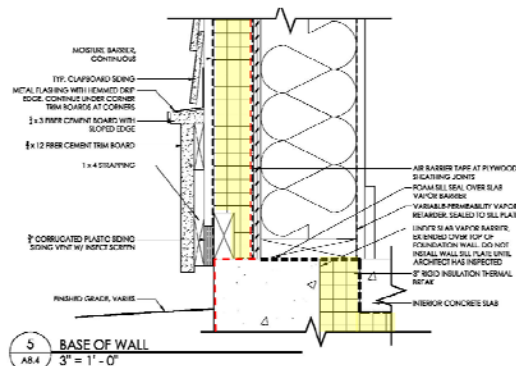 MOISTURE BARRIER,
CONTINUOUS
TYP. CLAPBOARD SIDING
METAL FLASHING WITH HEMMED DRIP
EDGE. CONTINUE UNDER CORNER
TRIM BOARDS AT CORNERS
x 3 FIBER CEMENT BOARD WITH
SLOPED EDGE
x 12 FIBER CEMENT TRIM BOARD
1 x 4 STRAPPING
CORRUGATED PLASTIC SIDING
SIDING VENT W/ INSECT SCREEN
FINISHED GRADE, VARIES
AIR BARRIER TAPE AT PLYWOOD
SHEATHING JOINTS
FOAM SILL SEAL OVER SLAB
VAPOR BARRIER
VARIABLE-PERMEABILITY VAPOR
RETARDER, SEALED TO SILL PLATE
UNDER SLAB VAPOR BARRIER,
EXTENDED OVER TOP OF
FOUNDATION WALL. DO NOT
INSTALL WALL SILL PLATE UNTIL
ARCHITECT HAS INSPECTED
3" RIGID INSULATION THERMAL
BREAK
INTERIOR CONCRETE SLAB
5
A8.4
BASE OF WALL
3" = 1' - 0"